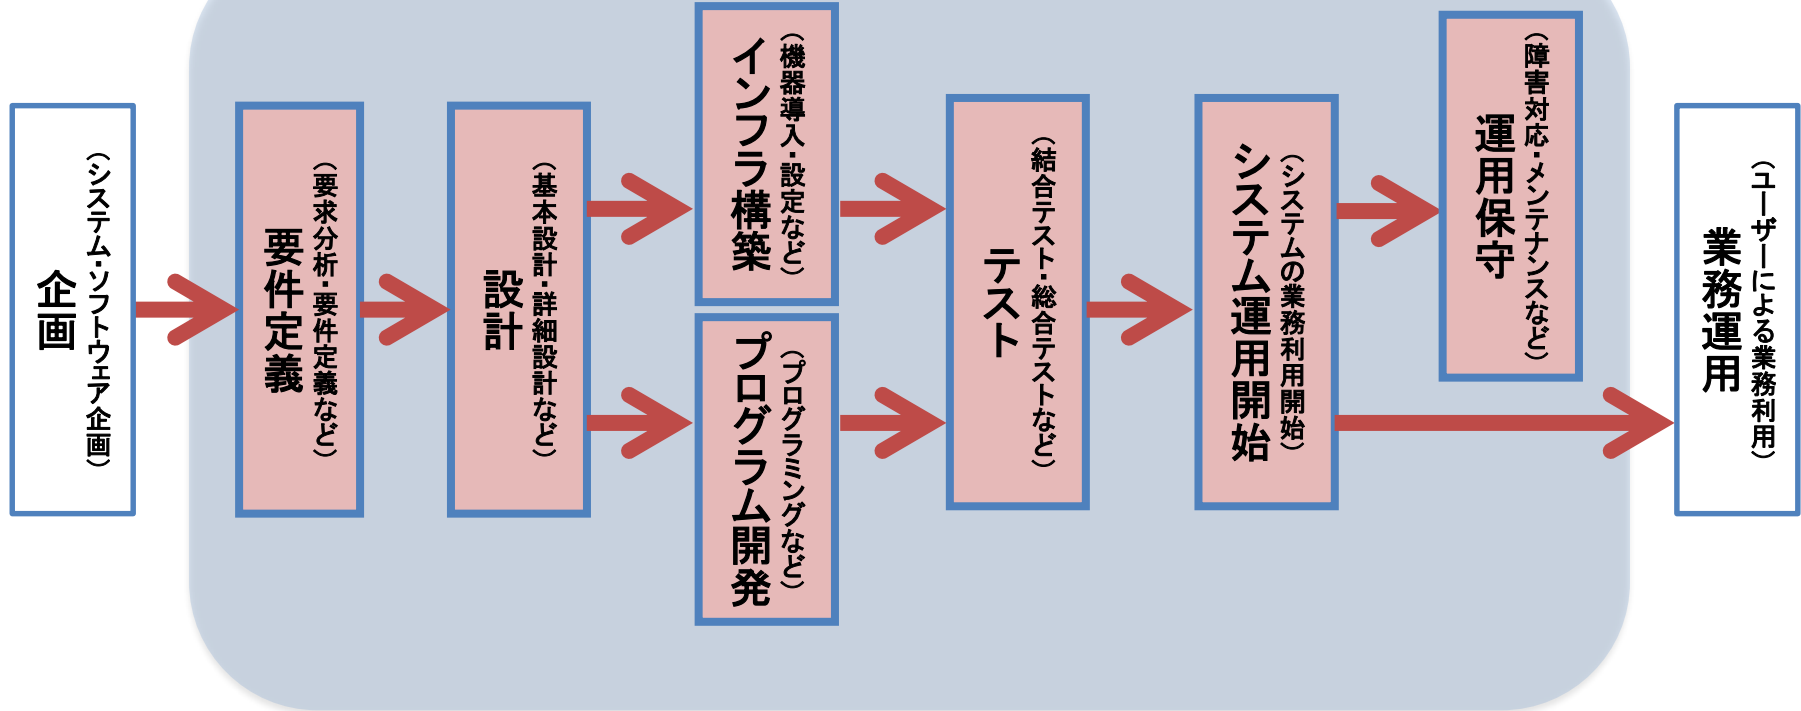 企画
（システム・ソフトウェア企画）
要件定義
（要求分析・要件定義など）
設計
（基本設計・詳細設計など）
インフラ構築
（機器導入・設定など）
プログラム開発
（プログラミングなど）
テスト
（結合テスト・総合テストなど）
システム運用開始
（システムの業務利用開始）
運用保守
（障害対応・メンテナンスなど）
業務運用
（ユーザーによる業務利用）